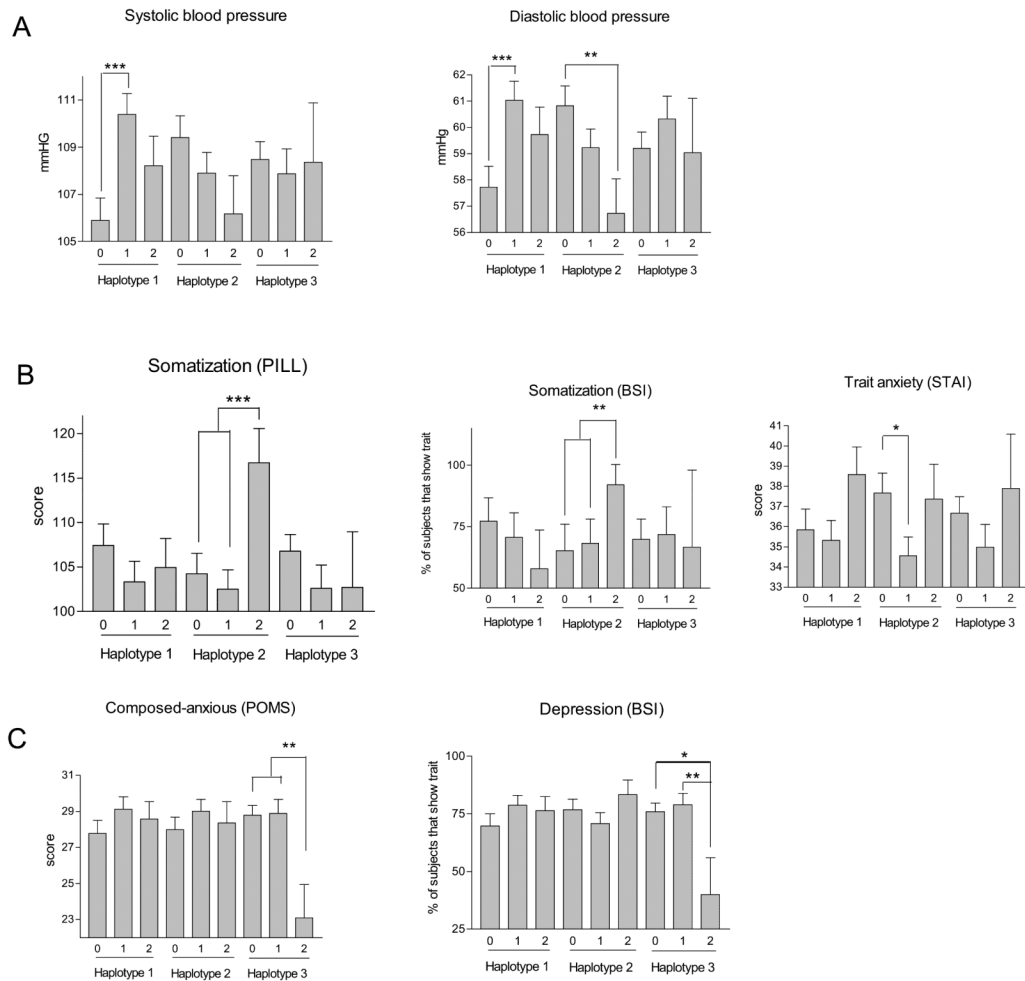 A
Systolic blood pressure
Diastolic blood pressure
***
mmHG
111
109
107
105
0 1 2 0 1 2 0 1 2
Haplotype 1 Haplotype 2 Haplotype 3
*** **
mmHg
62
61
60
59
58
57
56
0 1 2 0 1 2 0 1 2
Haplotype 1 Haplotype 2 Haplotype 3
B
Somatization (PILL)
***
score
120
115
110
105
100
0 1 2 0 1 2 0 1 2
Haplotype 1 Haplotype 2 Haplotype 3
Somatization (BSI)
**
% of subjects that show trait
100
75
50
0 1 2 0 1 2 0 1 2
Haplotype 1 Haplotype 2 Haplotype 3
Trait anxiety (STAI)
*
score
41
40
39
38
37
36
35
34
33
0 1 2 0 1 2 0 1 2
Haplotype 1 Haplotype 2 Haplotype 3
C
Composed-anxious (POMS)
**
score
31
29
27
25
23
0 1 2 0 1 2 0 1 2
Haplotype 1 Haplotype 2 Haplotype 3
Depression (BSI)
*
**
% of subjects that show trait
100
75
50
25
0 1 2 0 1 2 0 1 2
Haplotype 1 Haplotype 2 Haplotype 3